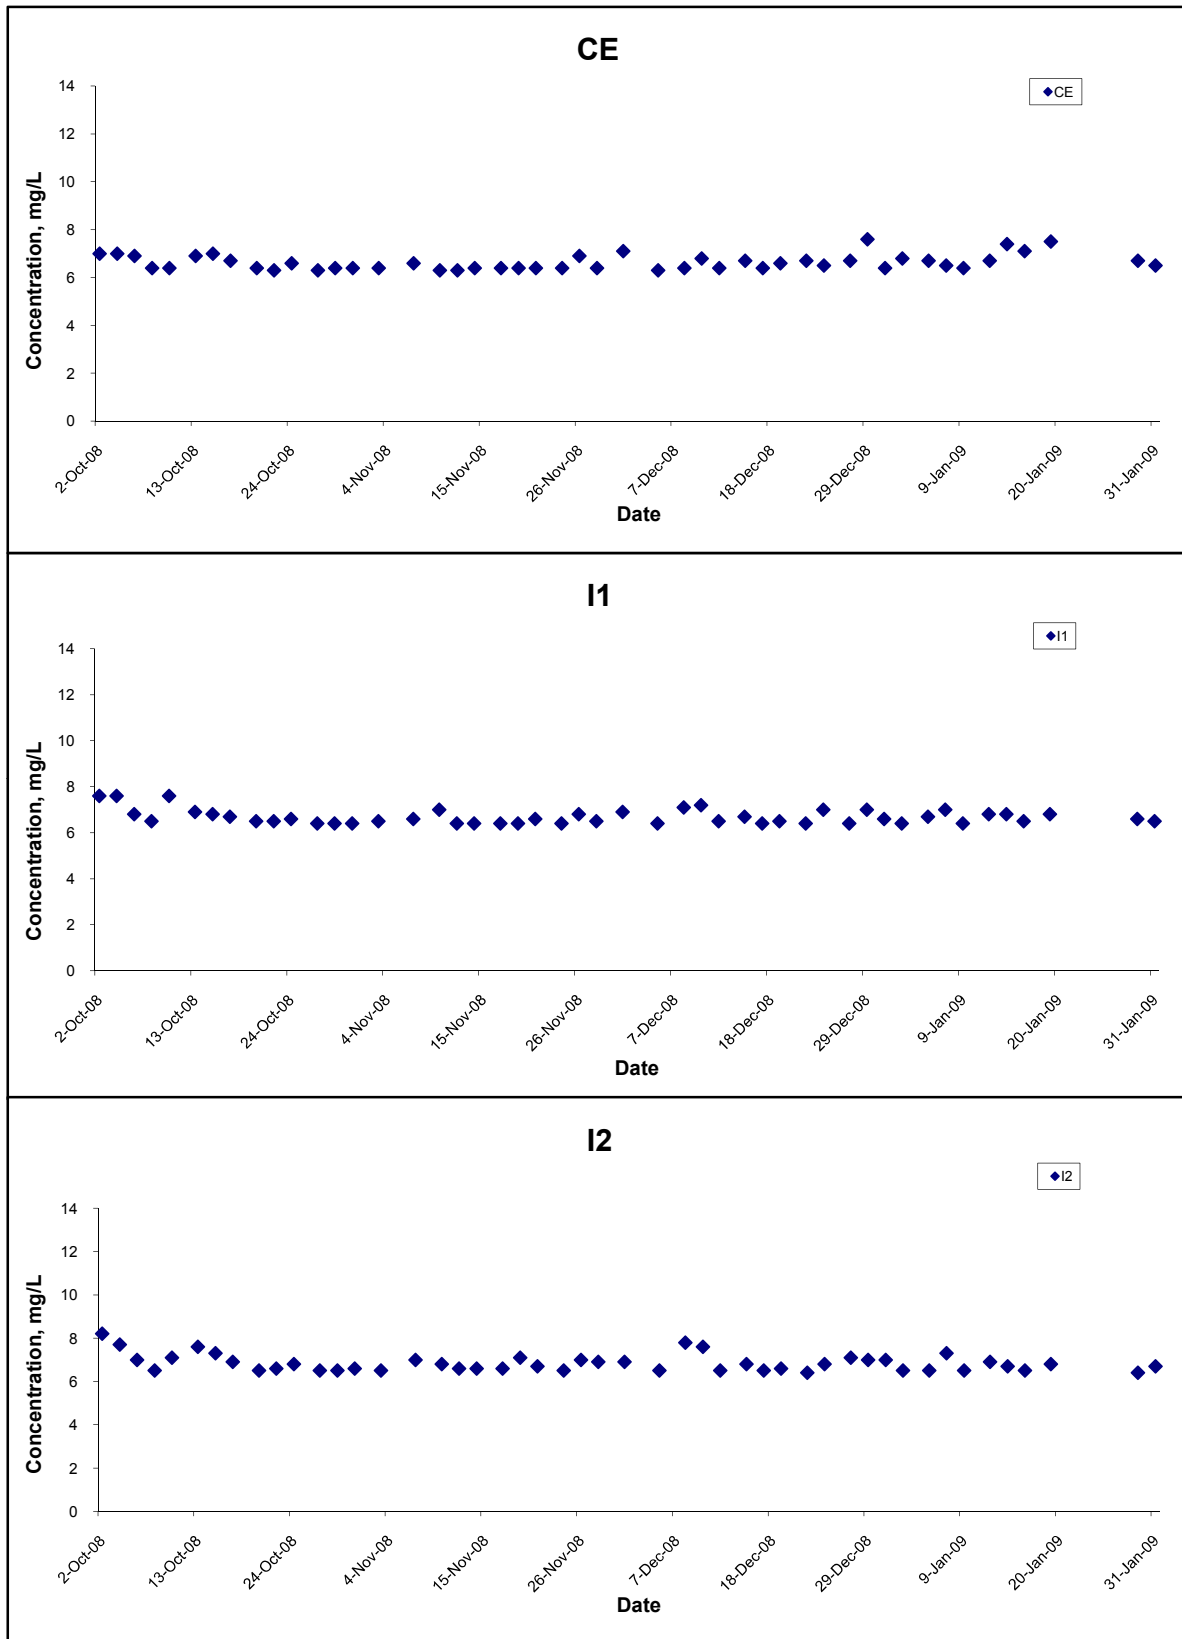 CE
CE
14
12
10
8
6
4
2
0
Concentration, mg/L
2-Oct-08
13-Oct-08
24-Oct-08
4-Nov-08
15-Nov-08
26-Nov-08
7-Dec-08
18-Dec-08
29-Dec-08
9-Jan-09
20-Jan-09
31-Jan-09
Date
I1
I1
14
12
10
8
6
4
2
0
Concentration, mg/L
2-Oct-08
13-Oct-08
24-Oct-08
4-Nov-08
15-Nov-08
26-Nov-08
7-Dec-08
18-Dec-08
29-Dec-08
9-Jan-09
20-Jan-09
31-Jan-09
Date
I2
I2
14
12
10
8
6
4
2
0
Concentration, mg/L
2-Oct-08
13-Oct-08
24-Oct-08
4-Nov-08
15-Nov-08
26-Nov-08
7-Dec-08
18-Dec-08
29-Dec-08
9-Jan-09
20-Jan-09
31-Jan-09
Date